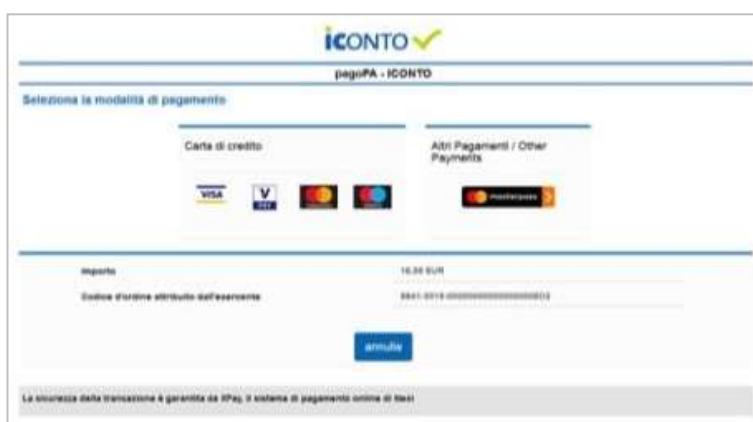 iCONTO
pagoPA - ICONTO
Seleziona la modalità di pagamento
Carta di credito
Altri Pagamenti / Other
Payments
VISA
V
PAY
masterpass
Importo
EUR
Codice d'ordine attribuito dall'esercente
annulla
La sicurezza della transazione è garantita da XPay, il sistema di pagamento online di Nexi